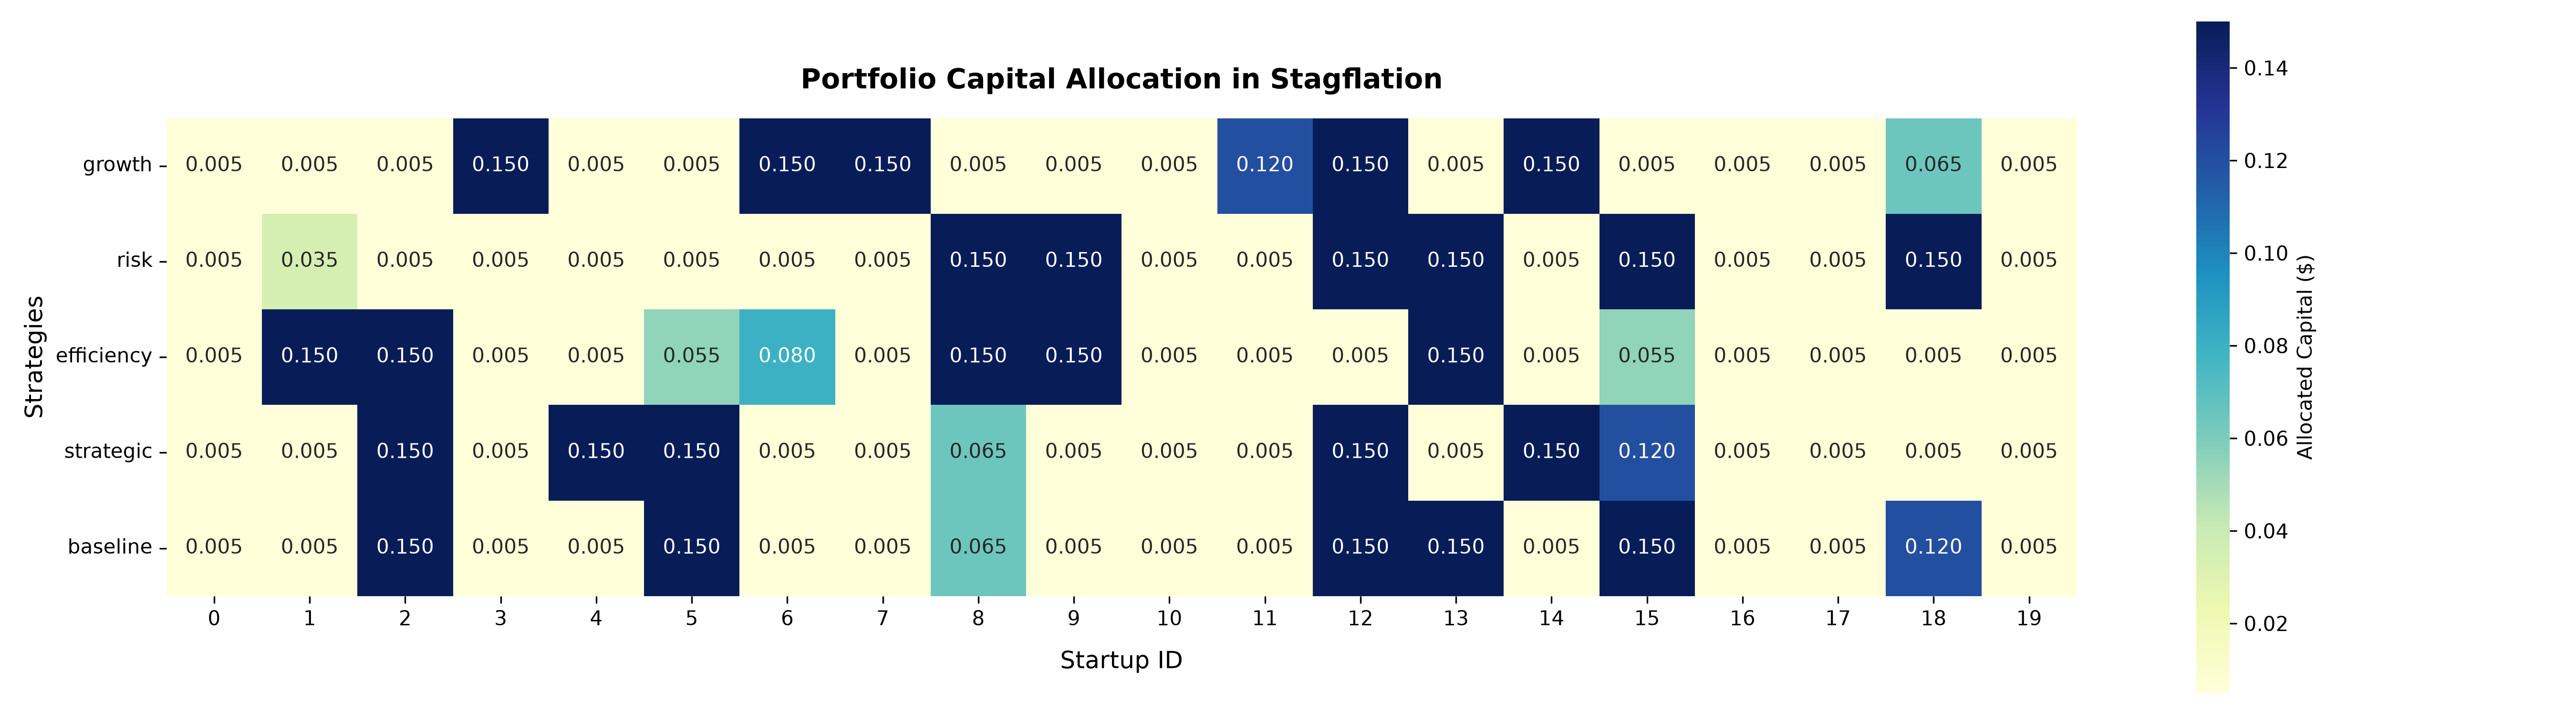 Portfolio Capital Allocation in Stagflation
growth 0.005 0.005 0.005 0.150 0.005 0.005 0.150 0.150 0.005 0.005 0.005 0.120 0.150 0.005 0.150 0.005 0.005 0.005 0.065 0.005
risk 0.005 0.035 0.005 0.005 0.005 0.005 0.005 0.005 0.150 0.150 0.005 0.005 0.150 0.150 0.005 0.150 0.005 0.005 0.150 0.005
efficiency 0.005 0.150 0.150 0.005 0.005 0.055 0.080 0.005 0.150 0.150 0.005 0.005 0.005 0.150 0.005 0.055 0.005 0.005 0.005 0.005
strategic 0.005 0.005 0.150 0.005 0.150 0.150 0.005 0.005 0.065 0.005 0.005 0.005 0.150 0.005 0.150 0.120 0.005 0.005 0.005 0.005
baseline 0.005 0.005 0.150 0.005 0.005 0.150 0.005 0.005 0.065 0.005 0.005 0.005 0.150 0.150 0.005 0.150 0.005 0.005 0.120 0.005
0 1 2 3 4 5 6 7 8 9 10 11 12 13 14 15 16 17 18 19
Startup ID
Strategies
0.14
0.12
0.10
0.08
0.06
0.04
0.02
Allocated Capital ($)